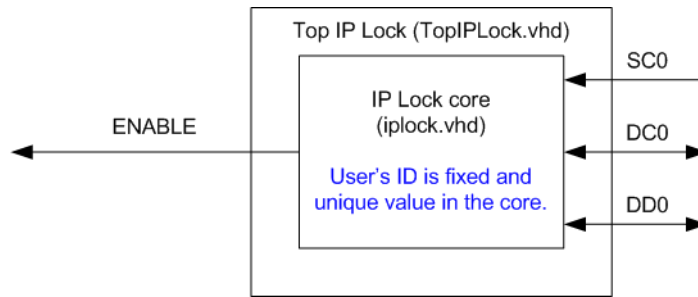 Top IP Lock (TopIPLock.vhd)
SC0
IP Lock core
(iplock.vhd)
ENABLE
DC0
User's ID is fixed and
unique value in the core.
DD0